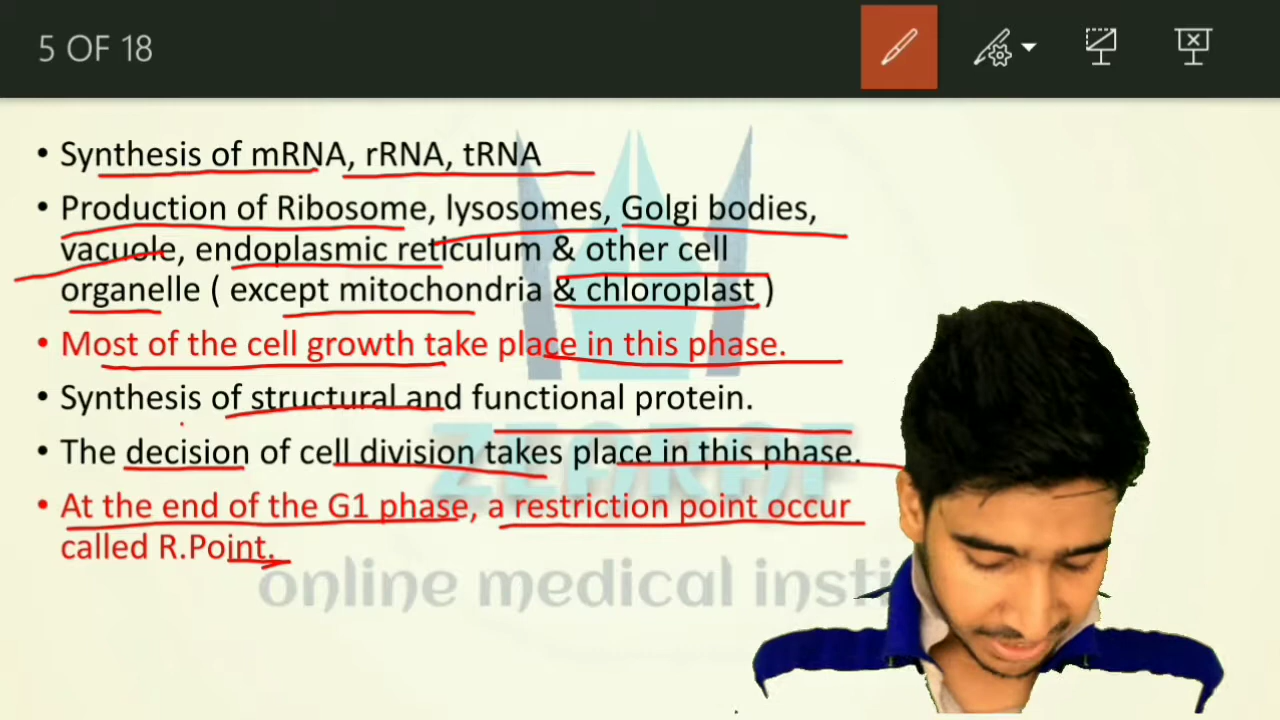 5 OF 18
• Synthesis of mRNA, rRNA, tRNA
• Production of Ribosome, lysosomes, Golgi bodies,
vacuole, endoplasmic reticulum & other cell
organelle ( except mitochondria & chloroplast )
• Most of the cell growth take place in this phase.
• Synthesis of structural and functional protein.
• The decision of cell division takes place in this phase.
• At the end of the G1 phase, a restriction point occur
called R.Point.
online medical insti